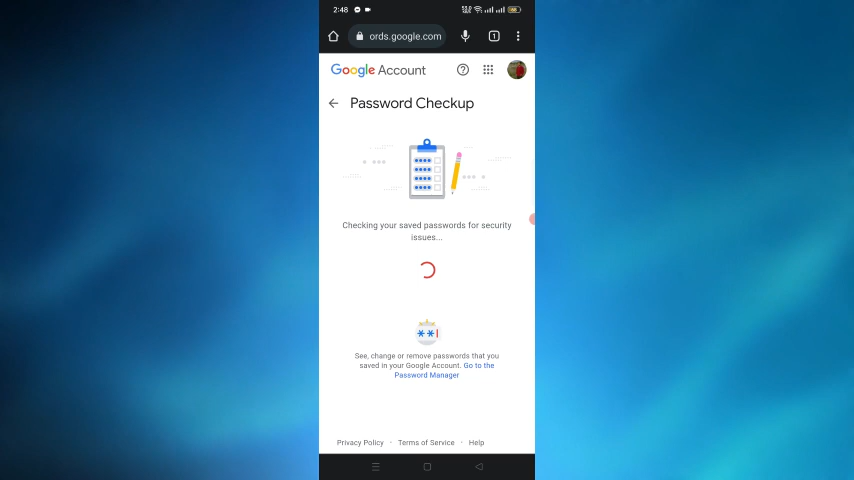 2:48
ords.google.com
1
Google Account
Password Checkup
Checking your saved passwords for security
issues...
**|
See, change or remove passwords that you
saved in your Google Account. Go to the
Password Manager
Privacy Policy · Terms of Service · Help